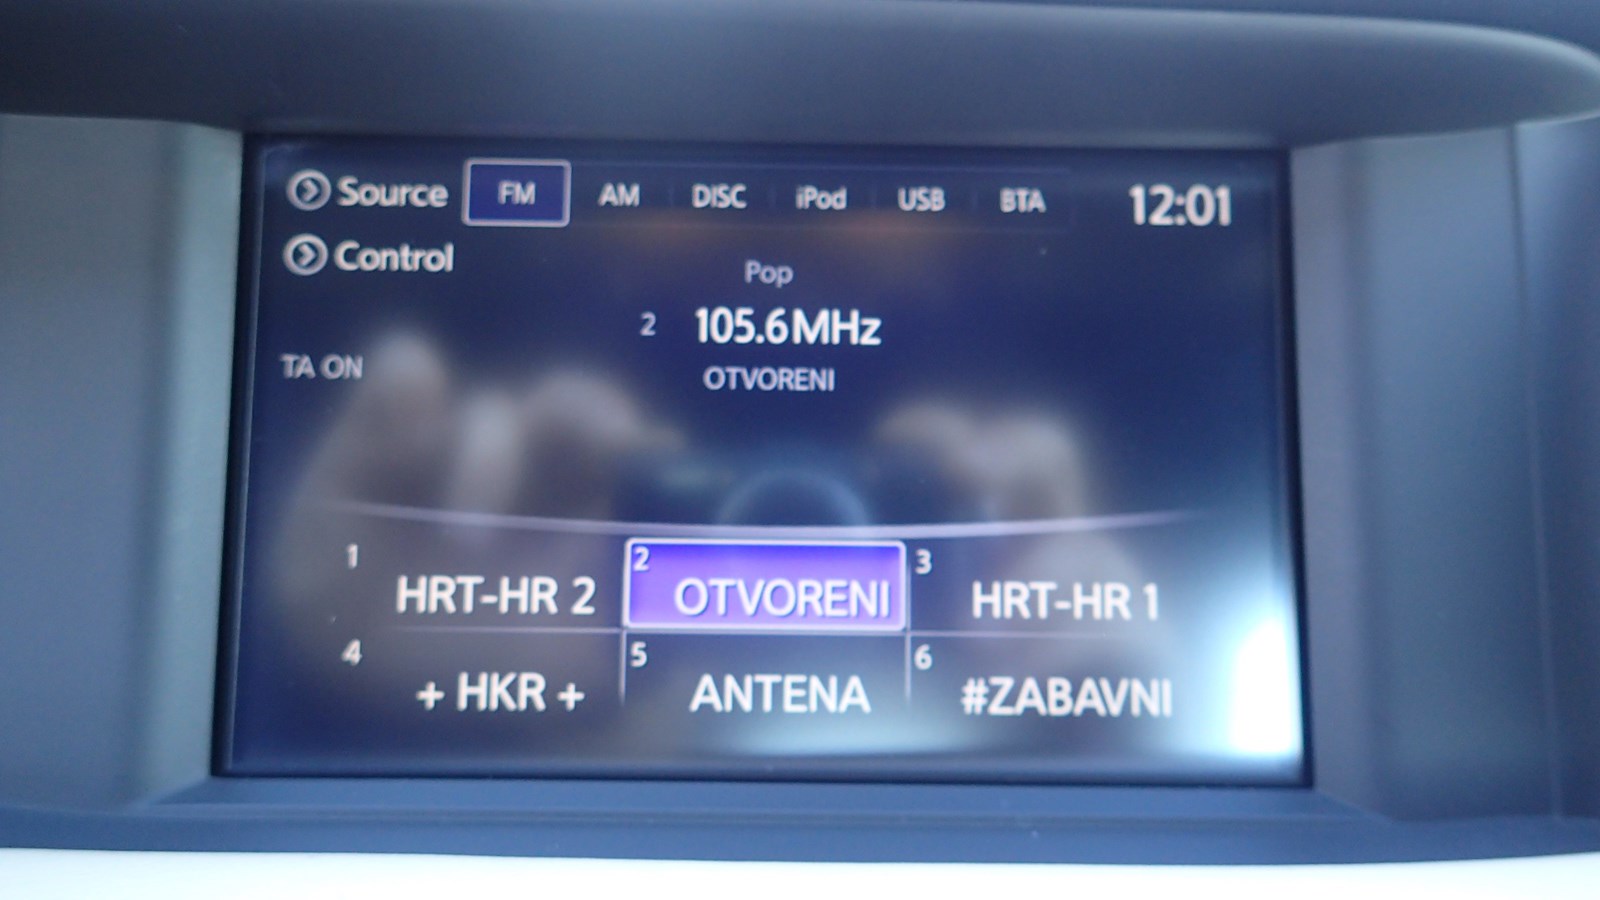 Source FM AM DISC iPod USB BTA 12:01
Control
Pop
2 105.6MHz
TA ON
OTVORENI
1 HRT-HR 2 2 OTVORENI 3 HRT-HR 1
4 + HKR + 5 ANTENA 6 #ZABAVNI